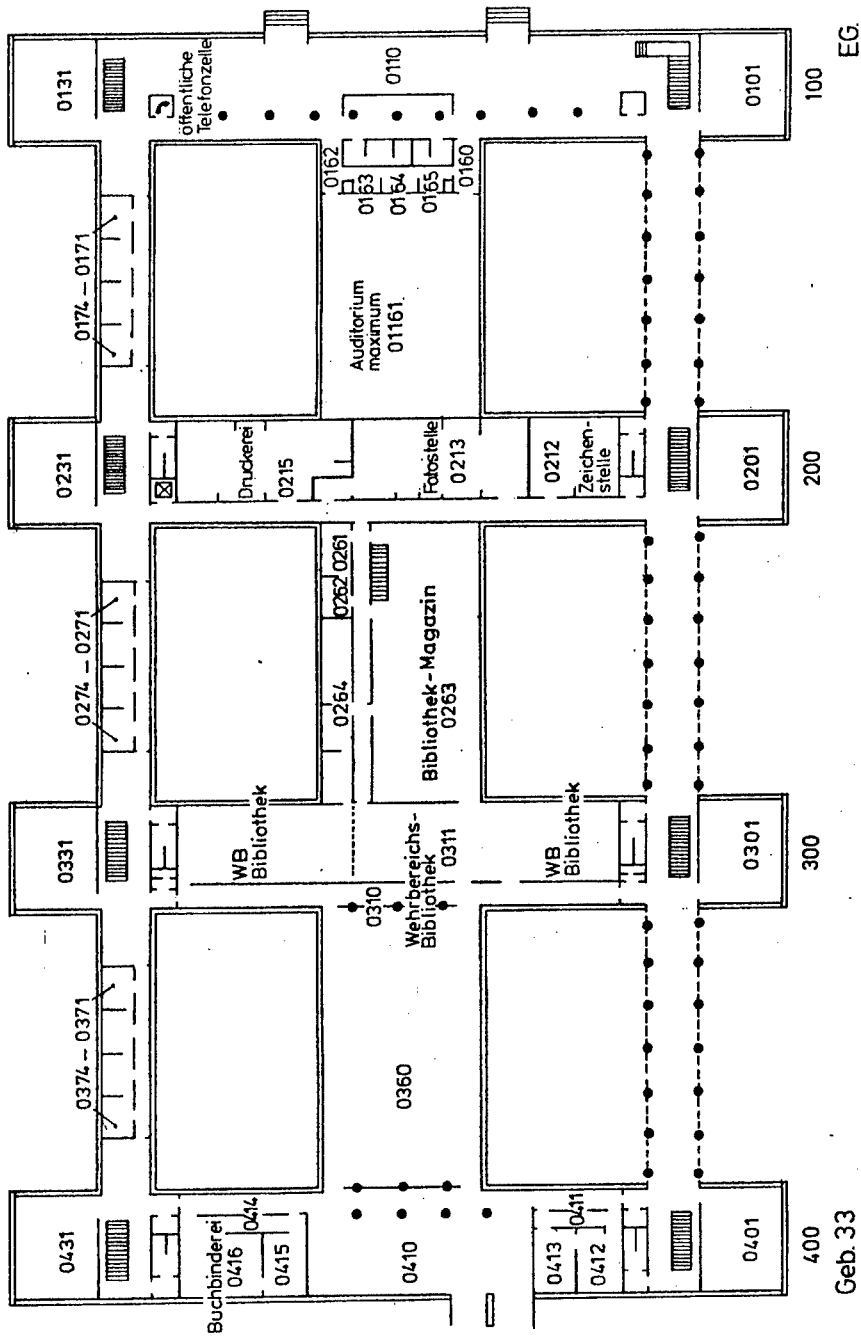 0431
0331
0231
0131
0374 – 0371
0274 – 0271
0174 – 0171
öffentliche
Telefonzelle
Buchbinderei
0416
0415
0414
WB
Bibliothek
Druckerei
0215
0264
0262
0261
0162
0163
0164
0165
0160
0110
0410
0360
0310
Wehrbereichs-
Bibliothek
0311
Bibliothek-Magazin
0263
Fotostelle
0213
Auditorium
maximum
01161.
0413
0412
0411
WB
Bibliothek
0212
Zeichen-
stelle
0401
0301
0201
0101
400
300
200
100
Geb. 33
EG.